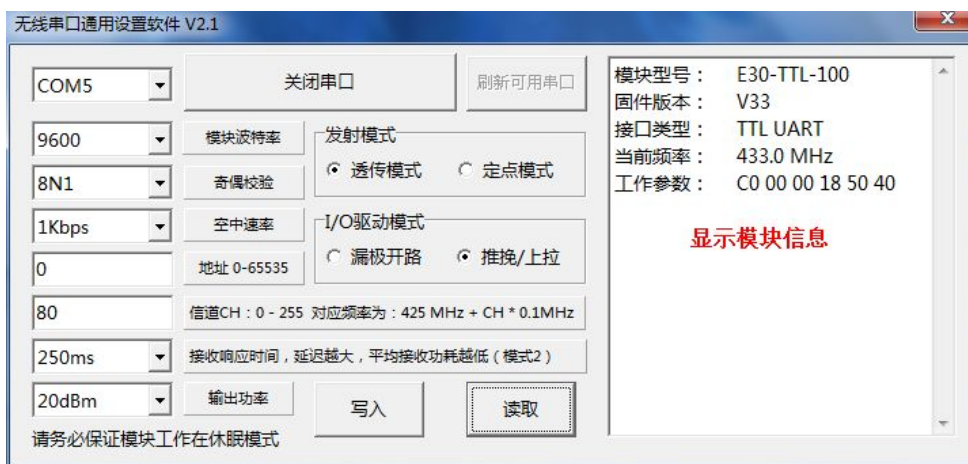 无线串口通用设置软件 V2.1
COM5
关闭串口
刷新可用串口
9600
模块波特率
8N1
奇偶校验
1Kbps
空中速率
0
地址 0-65535
发射模式
透传模式
定点模式
I/O驱动模式
漏极开路
推挽/上拉
80
信道CH：0 - 255 对应频率为：425 MHz + CH * 0.1MHz
250ms
接收响应时间，延迟越大，平均接收功耗越低（模式2）
20dBm
输出功率
写入
读取
请务必保证模块工作在休眠模式
模块型号： E30-TTL-100
固件版本： V33
接口类型： TTL UART
当前频率： 433.0 MHz
工作参数： C0 00 00 18 50 40
显示模块信息